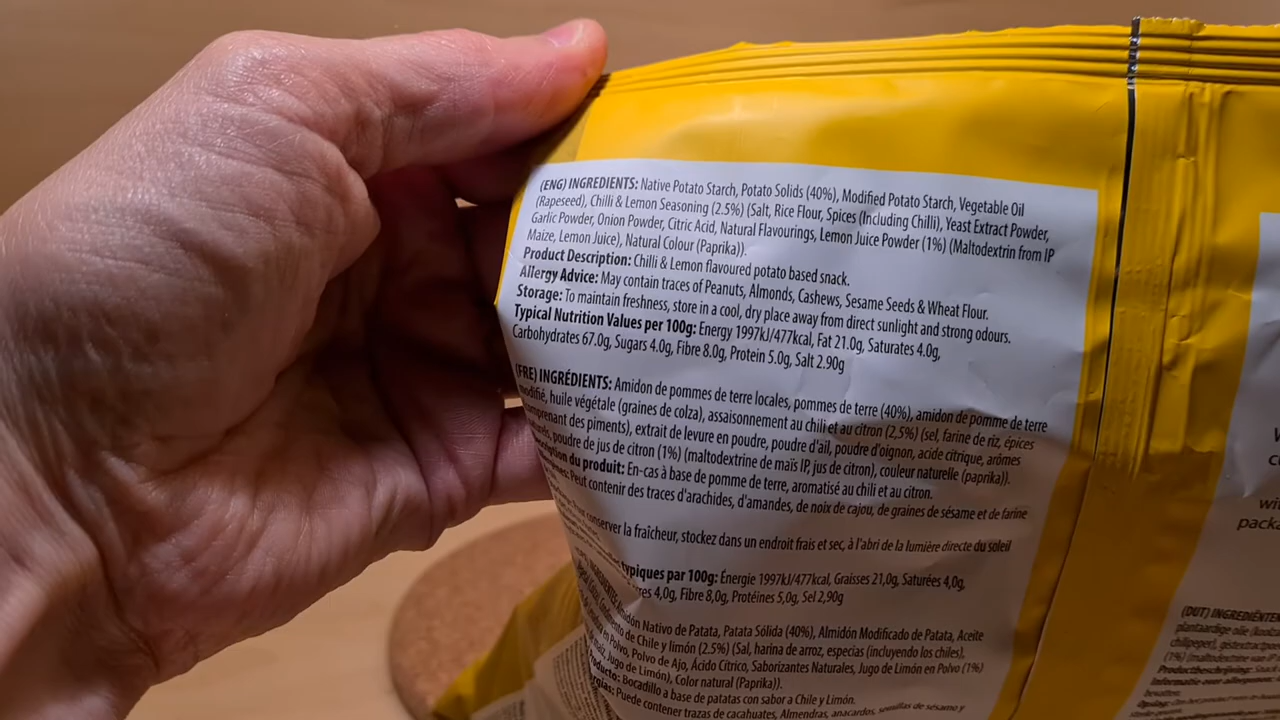 (ENG) INGREDIENTS: Native Potato Starch, Potato Solids (40%), Modified Potato Starch, Vegetable Oil
(Rapeseed), Chilli & Lemon Seasoning (2.5%) (Salt, Rice Flour, Spices (Including Chilli), Yeast Extract Powder,
Garlic Powder, Onion Powder, Citric Acid, Natural Flavourings, Lemon Juice Powder (1%) (Maltodextrin from IP
Maize, Lemon Juice), Natural Colour (Paprika)).
Product Description: Chilli & Lemon flavoured potato based snack.
Allergy Advice: May contain traces of Peanuts, Almonds, Cashews, Sesame Seeds & Wheat Flour.
Storage: To maintain freshness, store in a cool, dry place away from direct sunlight and strong odours.
Typical Nutrition Values per 100g: Energy 1997kJ/477kcal, Fat 21.0g, Saturates 4.0g,
Carbohydrates 67.0g, Sugars 4.0g, Fibre 8.0g, Protein 5.0g, Salt 2.90g
(FRE) INGRÉDIENTS: Amidon de pommes de terre locales, pommes de terre (40%), amidon de pomme de terre
modifié, huile végétale (graines de colza), assaisonnement au chili et au citron (2,5%) (sel, farine de riz, épices
des piments), extrait de levure en poudre, poudre d'ail, poudre d'oignon, acide citrique, arômes
poudre de jus de citron (1%) (maltodextrine de maïs IP, jus de citron), couleur naturelle (paprika)).
du produit: En-cas à base de pomme de terre, aromatisé au chili et au citron.
Peut contenir des traces d'arachides, d'amandes, de noix de cajou, de graines de sésame et de farine
conserver la fraîcheur, stockez dans un endroit frais et sec, à l'abri de la lumière directe du soleil
typiques par 100g: Énergie 1997kJ/477kcal, Graisses 21,0g, Saturées 4,0g,
4,0g, Fibre 8,0g, Protéines 5,0g, Sel 2,90g
Nativo de Patata, Patata Sólida (40%), Almidón Modificado de Patata, Aceite
de Chile y limón (2.5%) (Sal, harina de arroz, especias (incluyendo los chiles),
en Polvo, Polvo de Ajo, Ácido Cítrico, Saborizantes Naturales, Jugo de Limón en Polvo (1%)
Jugo de Limón), Color natural (Paprika)).
Bocadillo a base de patatas con sabor a Chile y Limón.
Puede contener trazas de cacahuates, Almendras, anacardos, semillas de sésamo y
(DUT)